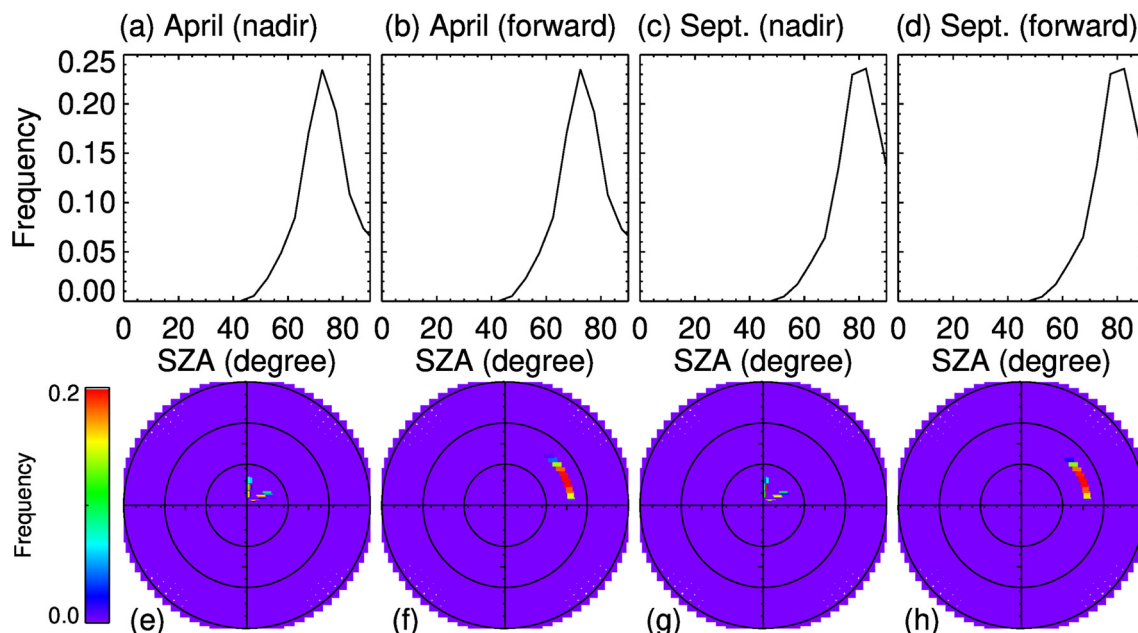 (a) April (nadir) (b) April (forward) (c) Sept. (nadir) (d) Sept. (forward)
0.25
0.20
0.15
0.10
0.05
0.00
Frequency
0 20 40 60 80 0 20 40 60 80 0 20 40 60 80 0 20 40 60 80
SZA (degree) SZA (degree) SZA (degree) SZA (degree)
0.2
Frequency
0.0
(e) (f) (g) (h)